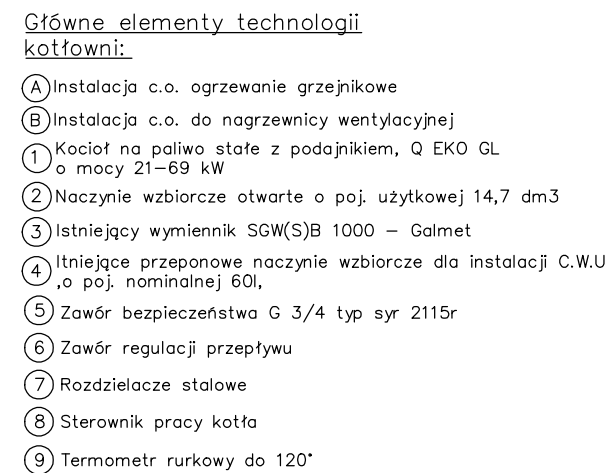 Główne elementy technologii
kotłowni:
A Instalacja c.o. ogrzewanie grzejnikowe
B Instalacja c.o. do nagrzewnicy wentylacyjnej
1 Kocioł na paliwo stałe z podajnikiem, Q EKO GL
o mocy 21-69 kW
2 Naczynie wzbiorcze otwarte o poj. użytkowej 14,7 dm3
3 Istniejący wymiennik SGW(S)B 1000 - Galmet
4 Itniejące przeponowe naczynie wzbiorcze dla instalacji C.W.U
,o poj. nominalnej 60l,
5 Zawór bezpieczeństwa G 3/4 typ syr 2115r
6 Zawór regulacji przepływu
7 Rozdzielacze stalowe
8 Sterownik pracy kotła
9 Termometr rurkowy do 120°